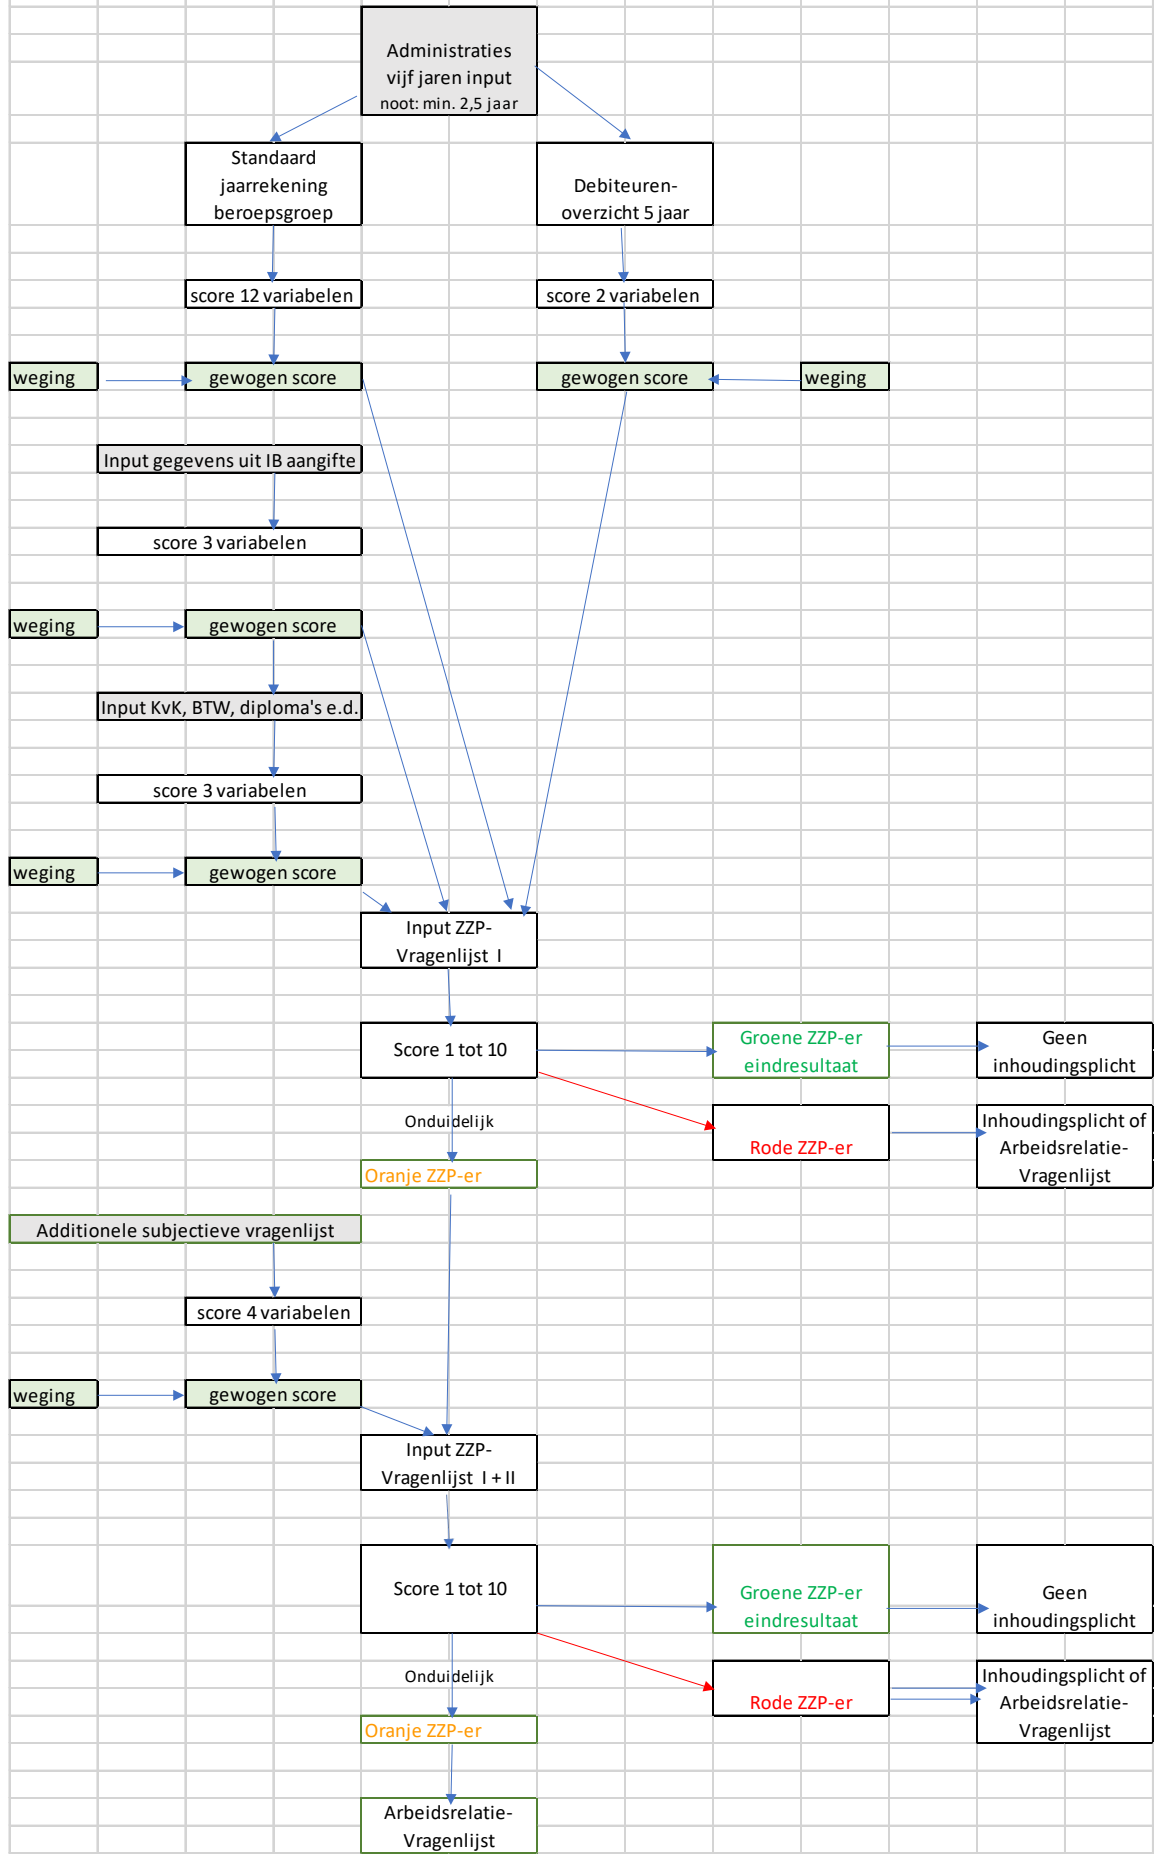 Administraties
vijf jaren input
noot: min. 2,5 jaar
Standaard
jaarrekening
beroepsgroep
Debiteuren-
overzicht 5 jaar
score 12 variabelen
score 2 variabelen
weging
gewogen score
gewogen score
weging
Input gegevens uit IB aangifte
score 3 variabelen
weging
gewogen score
Input KvK, BTW, diploma's e.d.
score 3 variabelen
weging
gewogen score
Input ZZP-
Vragenlijst I
Score 1 tot 10
Groene ZZP-er
eindresultaat
Geen
inhoudingsplicht
Onduidelijk
Rode ZZP-er
Inhoudingsplicht of
Arbeidsrelatie-
Vragenlijst
Oranje ZZP-er
Additionele subjectieve vragenlijst
score 4 variabelen
weging
gewogen score
Input ZZP-
Vragenlijst I + II
Score 1 tot 10
Groene ZZP-er
eindresultaat
Geen
inhoudingsplicht
Onduidelijk
Rode ZZP-er
Inhoudingsplicht of
Arbeidsrelatie-
Vragenlijst
Oranje ZZP-er
Arbeidsrelatie-
Vragenlijst